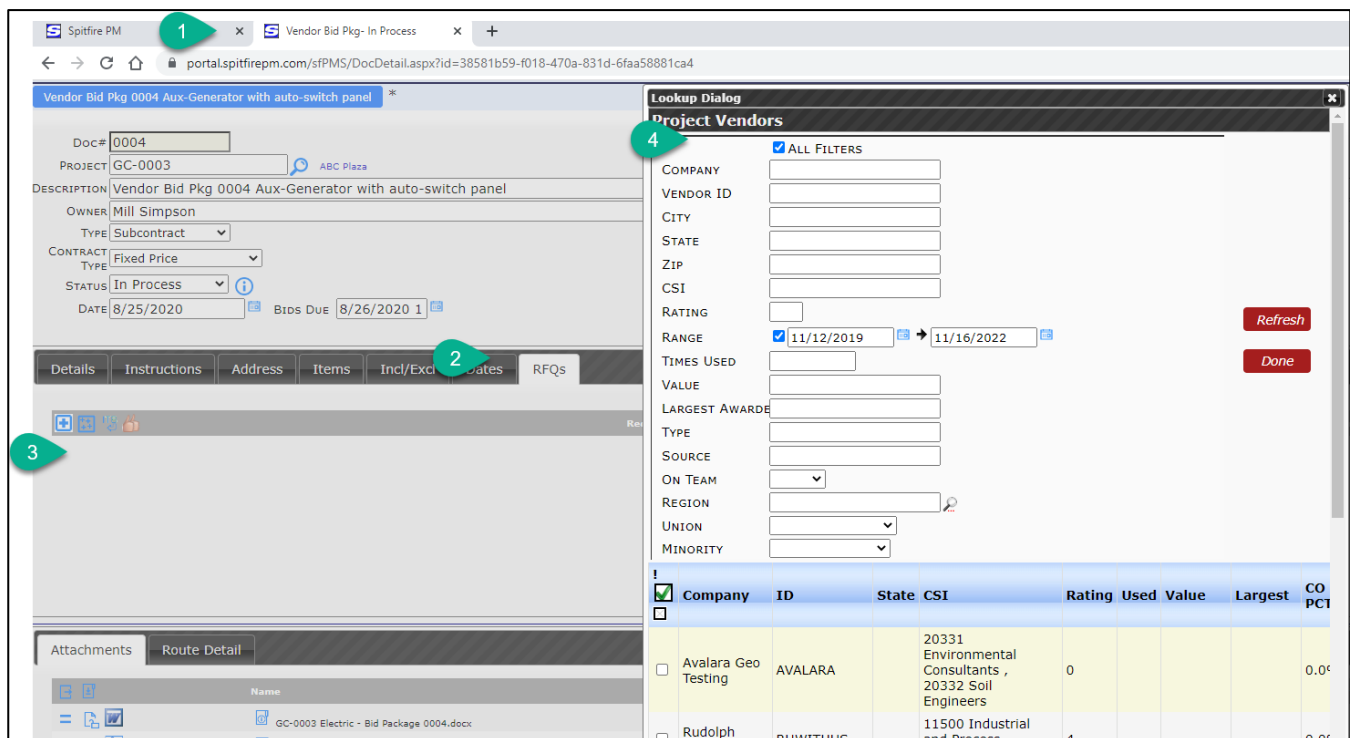 Spitfire PM
1
Vendor Bid Pkg- In Process
portal.spitfirepm.com/sfPMS/DocDetail.aspx?id=38581b59-f018-470a-831d-6faa58881ca4
Vendor Bid Pkg 0004 Aux-Generator with auto-switch panel *
Doc# 0004
Project GC-0003 ABC Plaza
Description Vendor Bid Pkg 0004 Aux-Generator with auto-switch panel
Owner Mill Simpson
Type Subcontract
Contract
Type Fixed Price
Status In Process
Date 8/25/2020 Bids Due 8/26/2020 1
Details Instructions Address Items Incl/Excl 2 Dates RFQs
3
Attachments Route Detail
Name
GC-0003 Electric - Bid Package 0004.docx
Lookup Dialog
Project Vendors
4
All Filters
Company
Vendor ID
City
State
Zip
CSI
Rating
Range 11/12/2019 11/16/2022
Refresh
Times Used
Done
Value
Largest Awarde
Type
Source
On Team
Region
Union
Minority
! Company ID State CSI Rating Used Value Largest CO
PCT
Avalara Geo
Testing AVALARA 20331
Environmental
Consultants ,
20332 Soil
Engineers 0 0.0
Rudolph 11500 Industrial